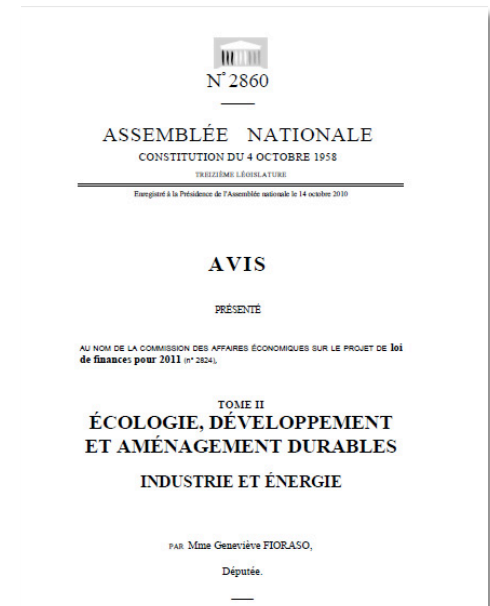 N° 2860
ASSEMBLÉE NATIONALE
CONSTITUTION DU 4 OCTOBRE 1958
TREIZIÈME LÉGISLATURE
Enregistré à la Présidence de l'Assemblée nationale le 14 octobre 2010
AVIS
PRÉSENTÉ
AU NOM DE LA COMMISSION DES AFFAIRES ÉCONOMIQUES SUR LE PROJET DE loi
de finances pour 2011 (n° 2824),
TOME II
ÉCOLOGIE, DÉVELOPPEMENT
ET AMÉNAGEMENT DURABLES
INDUSTRIE ET ÉNERGIE
PAR Mme Geneviève FIORASO,
Députée.